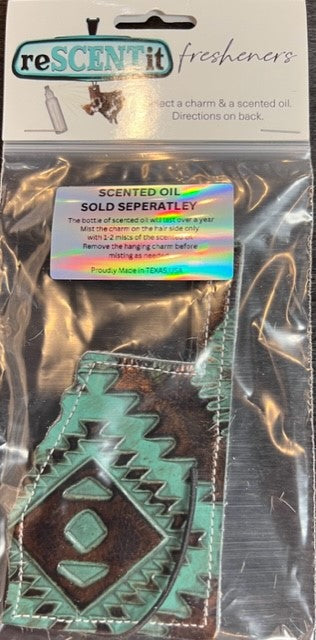 reSCENTit
fresheners
ect a charm & a scented oil.
Directions on back.
SCENTED OIL
SOLD SEPERATLEY
The bottle of scented oil will last over a year
Mist the charm on the hair side only
with 1-2 mists of the scented oil
Remove the hanging charm before
misting as needed
Proudly Made in TEXAS,USA